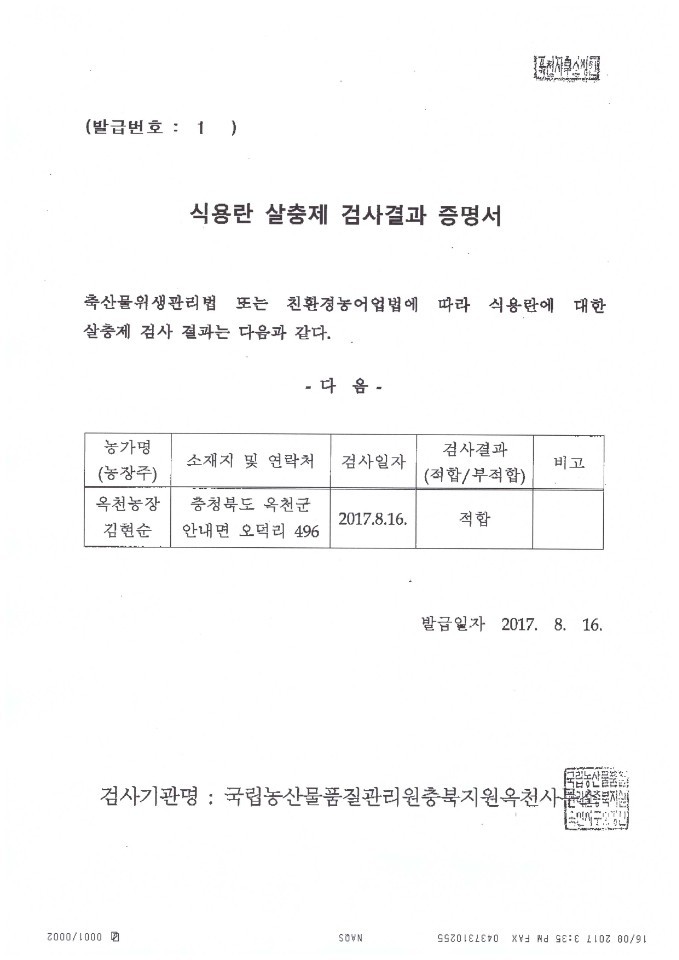 (발급번호 : 1 )
식용란 살충제 검사결과 증명서
축산물위생관리법 또는 친환경농어업법에 따라 식용란에 대한
살충제 검사 결과는 다음과 같다.
- 다 음 -
농가명 (농장주) 소재지 및 연락처 검사일자 검사결과 (적합/부적합) 비고
옥천농장 김현순 충청북도 옥천군 안내면 오덕리 496 2017.8.16. 적합
발급일자 2017. 8. 16.
검사기관명 : 국립농산물품질관리원충북지원옥천사무
16/08 2017 3:35 PM FAX 0437310255 NAQS 0001/0002